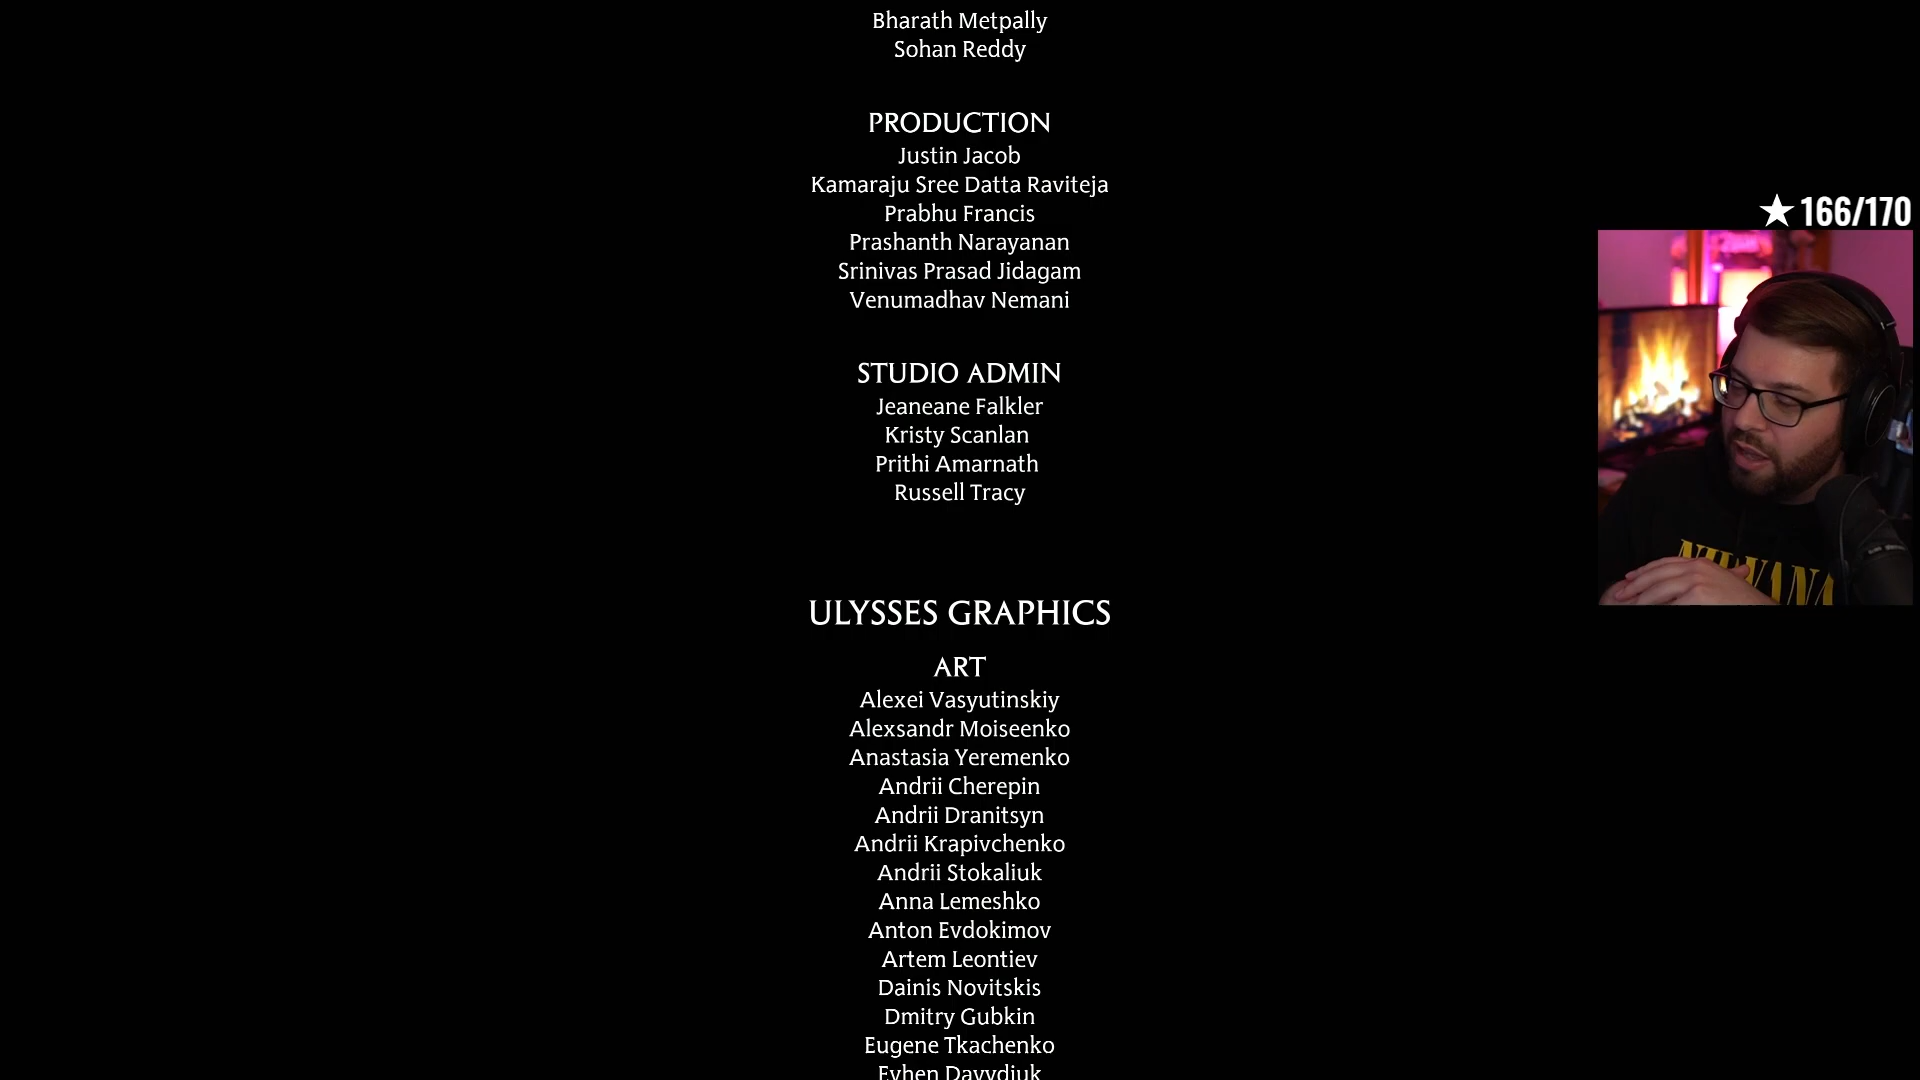 Bharath Metpally
Sohan Reddy
PRODUCTION
Justin Jacob
Kamaraju Sree Datta Raviteja
Prabhu Francis
Prashanth Narayanan
Srinivas Prasad Jidagam
Venumadhav Nemani
STUDIO ADMIN
Jeaneane Falkler
Kristy Scanlan
Prithi Amarnath
Russell Tracy
ULYSSES GRAPHICS
ART
Alexei Vasyutinskiy
Alexsandr Moiseenko
Anastasia Yeremenko
Andrii Cherepin
Andrii Dranitsyn
Andrii Krapivchenko
Andrii Stokaliuk
Anna Lemeshko
Anton Evdokimov
Artem Leontiev
Dainis Novitskis
Dmitry Gubkin
Eugene Tkachenko
Evhen Davydiuk
★166/170
NIRVANA